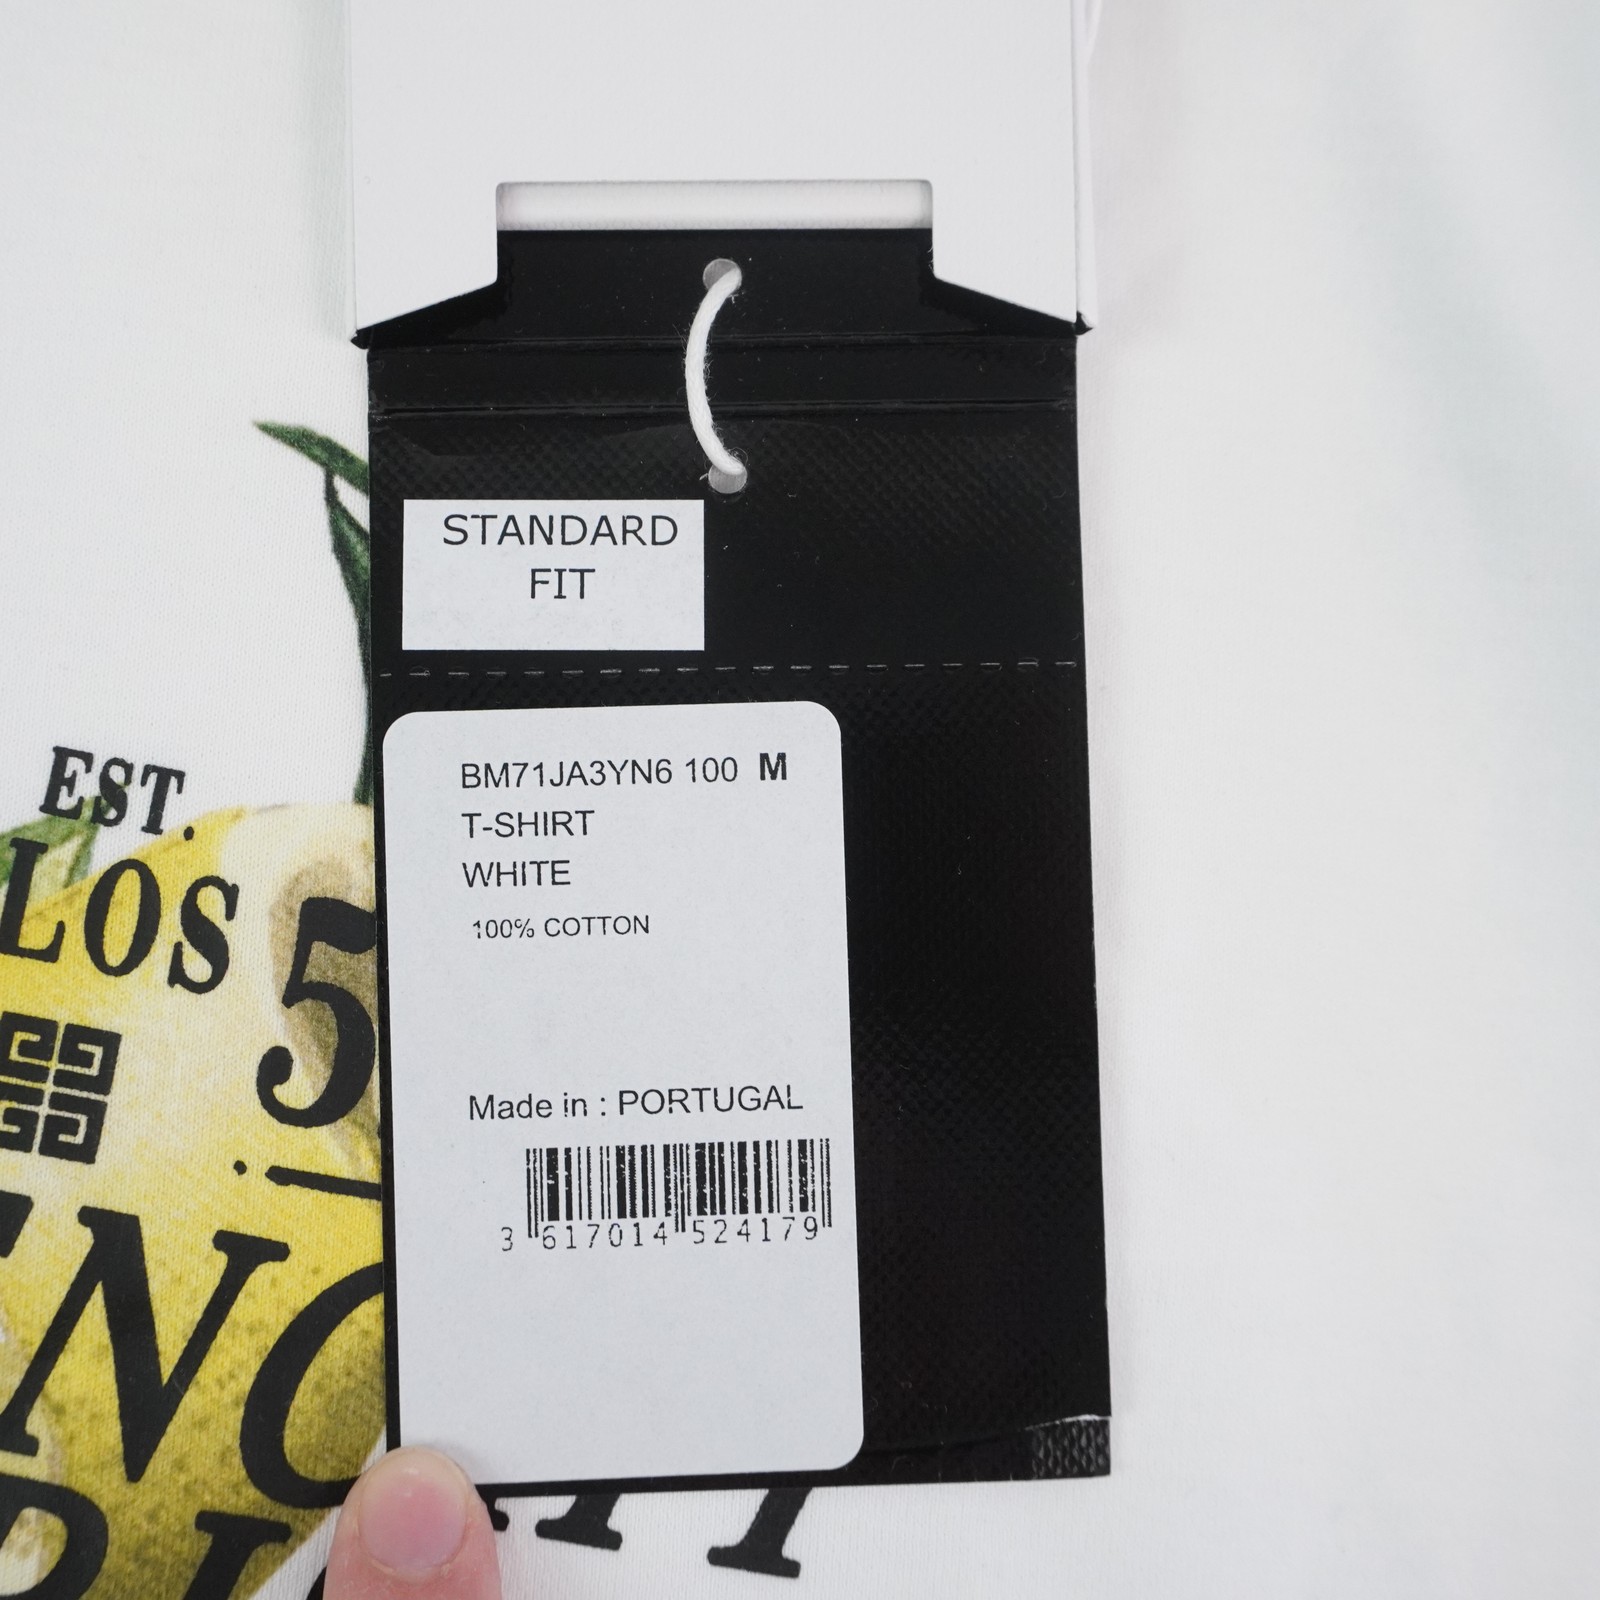 STANDARD
FIT
BM71JA3YN6 100 M
T-SHIRT
WHITE
100% COTTON
Made in : PORTUGAL
3 617014 524179
EST.
LOS 5